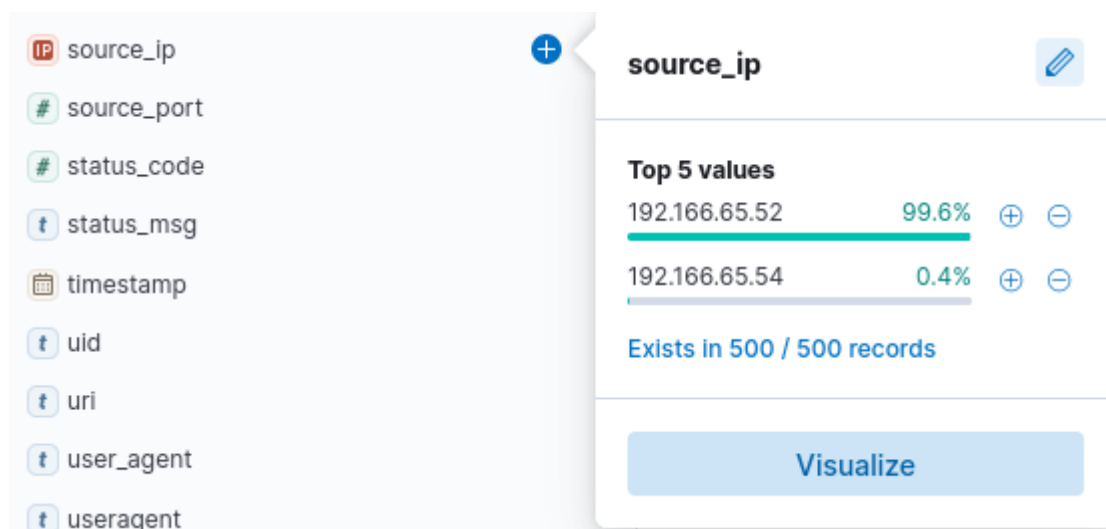 IP source_ip
# source_port
# status_code
t status_msg
timestamp
t uid
t uri
t user_agent
t useragent
source_ip
Top 5 values
192.166.65.52 99.6%
192.166.65.54 0.4%
Exists in 500 / 500 records
Visualize